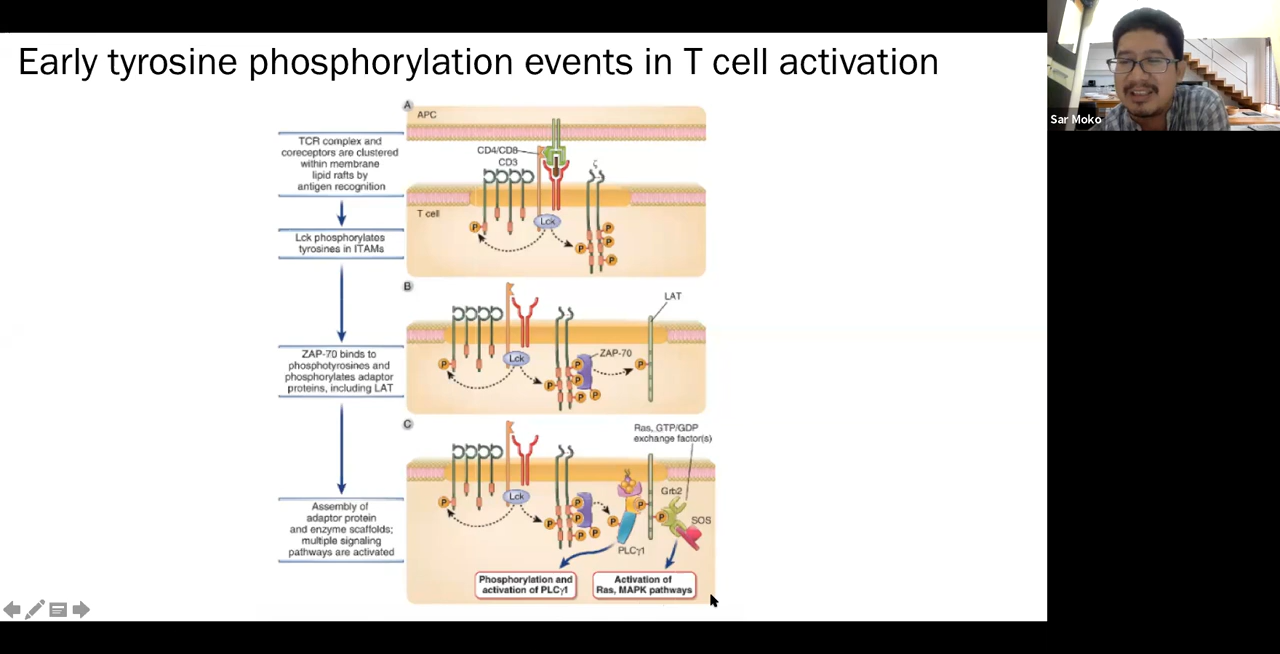 Early tyrosine phosphorylation events in T cell activation
Sar Moko
TCR complex and
coreceptors are clustered
within membrane
lipid rafts by
antigen recognition
Lck phosphorylates
tyrosines in ITAMs
ZAP-70 binds to
phosphotyrosines and
phosphorylates adaptor
proteins, including LAT
Assembly of
adaptor protein
and enzyme scaffolds;
multiple signaling
pathways are activated
A
APC
CD4/CD8
CD3
ζ
T cell
Lck
P
P
P
P
P
B
LAT
ZAP-70
Lck
P
P
P
P
P
P
P
C
Ras, GTP/GDP
exchange factor(s)
Lck
Grb2
SOS
PLCγ1
P
P
P
P
P
P
P
P
P
Phosphorylation and
activation of PLCγ1
Activation of
Ras, MAPK pathways